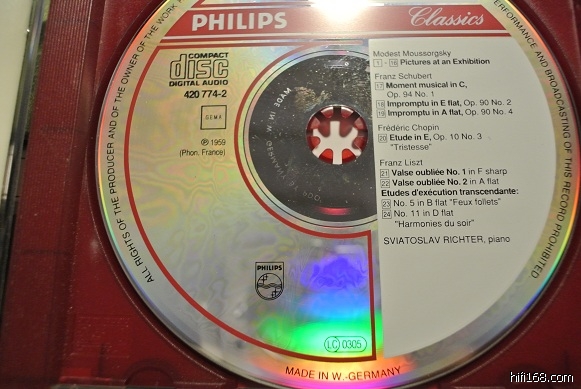 PHILIPS
Classics
COMPACT
disc
DIGITAL AUDIO
420 774-2
GEMA
℗ 1959
(Phon. France)
Modest Moussorgsky
1 - 16 Pictures at an Exhibition
Franz Schubert
17 Moment musical in C,
Op. 94 No. 1
18 Impromptu in E flat, Op. 90 No. 2
19 Impromptu in A flat, Op. 90 No. 4
Frédéric Chopin
20 Etude in E, Op. 10 No. 3
"Tristesse"
Franz Liszt
21 Valse oubliée No. 1 in F sharp
22 Valse oubliée No. 2 in A flat
Etudes d'exécution transcendante:
23 No. 5 in B flat "Feux follets"
24 No. 11 in D flat
"Harmonies du soir"
SVIATOSLAV RICHTER, piano
PHILIPS
LC 0305
MADE IN W.-GERMANY
ALL RIGHTS OF THE PRODUCER AND OF THE OWNER OF THE WORK
PERFORMANCE AND BROADCASTING OF THIS RECORD PROHIBITED
hifi168.com